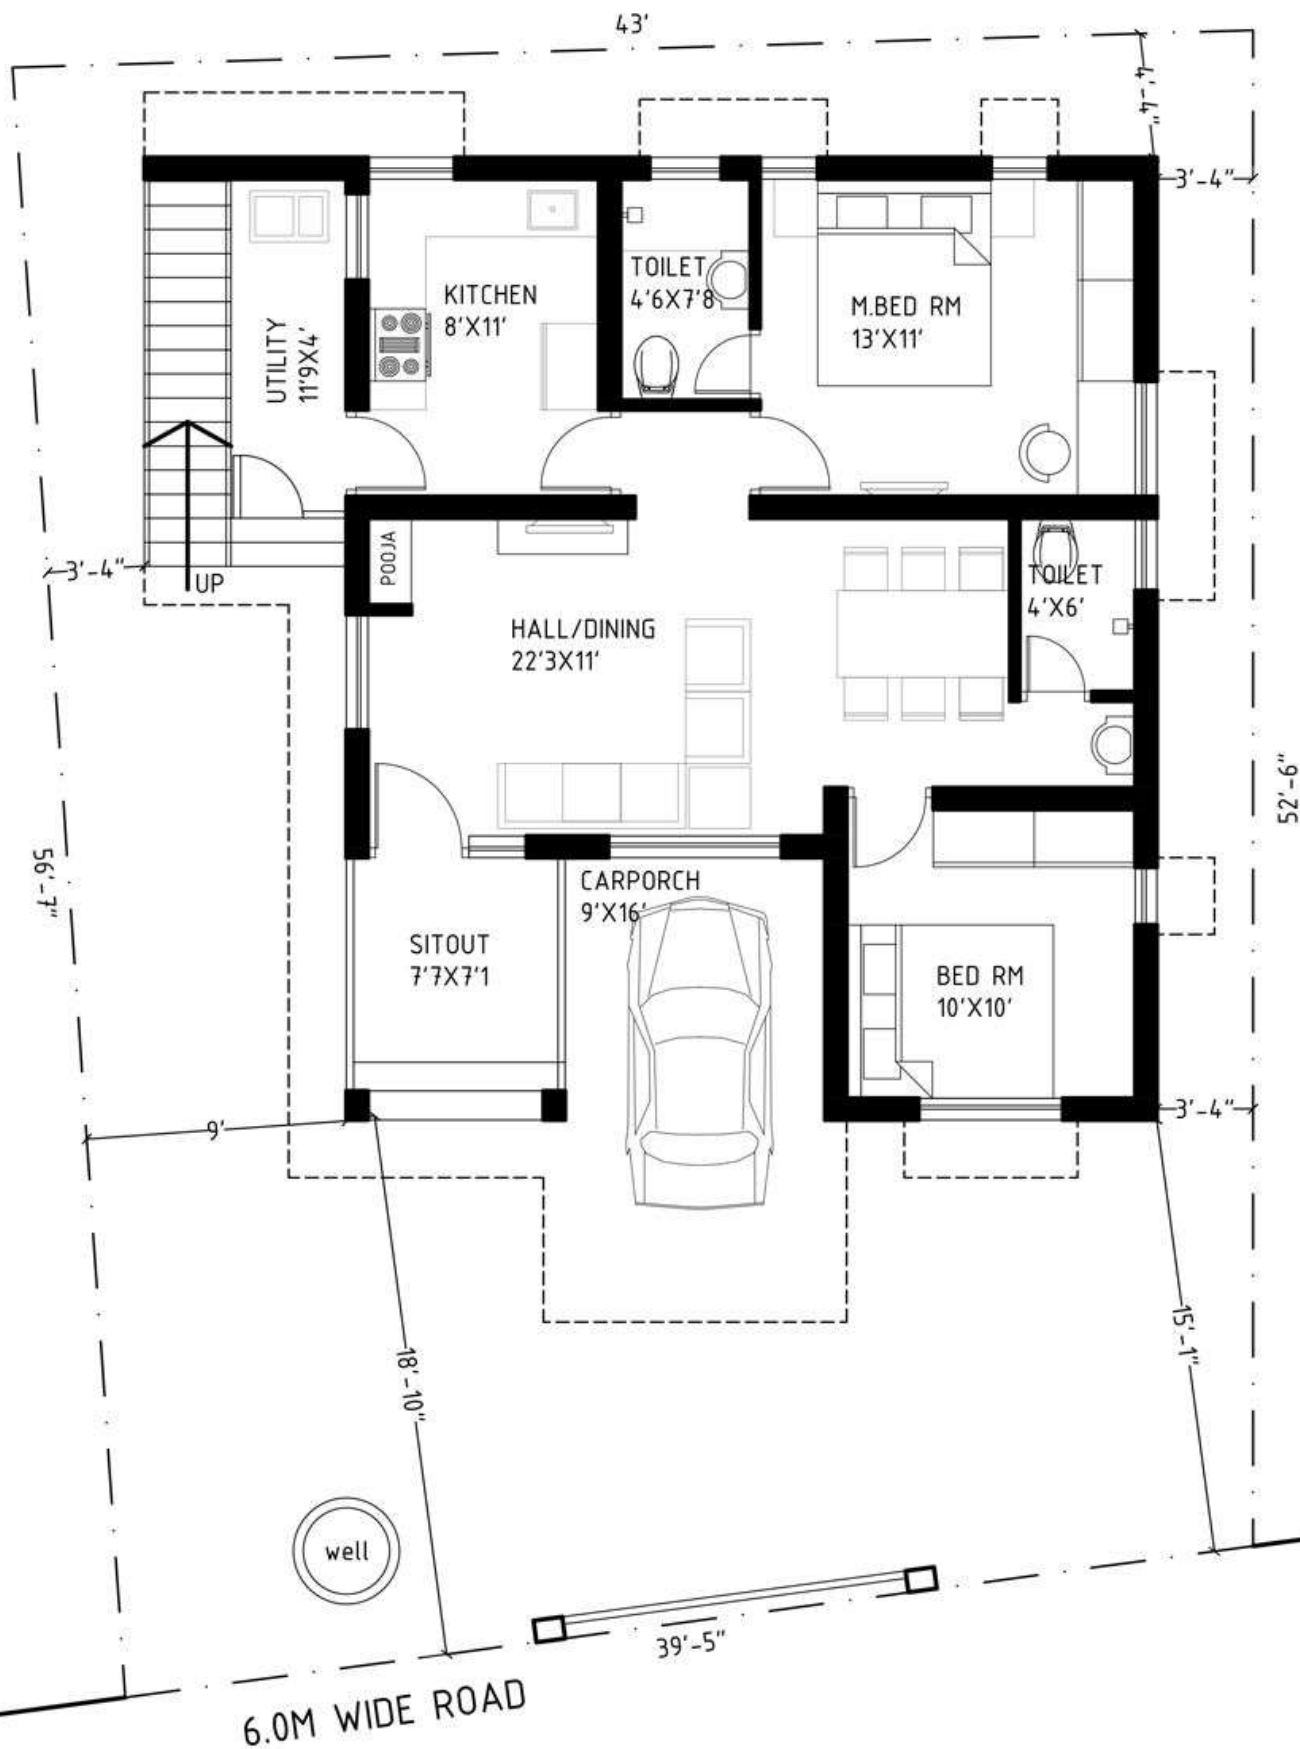 43'
4'-4"
3'-4"
TOILET
4'6X7'8
KITCHEN
8'X11'
M.BED RM
13'X11'
UTILITY
11'9X4'
POOJA
3'-4"
UP
TOILET
4'X6'
HALL/DINING
22'3X11'
52'-6"
56'-7"
CARPORCH
9'X16'
SITOUT
7'7X7'1
BED RM
10'X10'
3'-4"
9'
15'-1"
18'-10"
well
39'-5"
6.0M WIDE ROAD